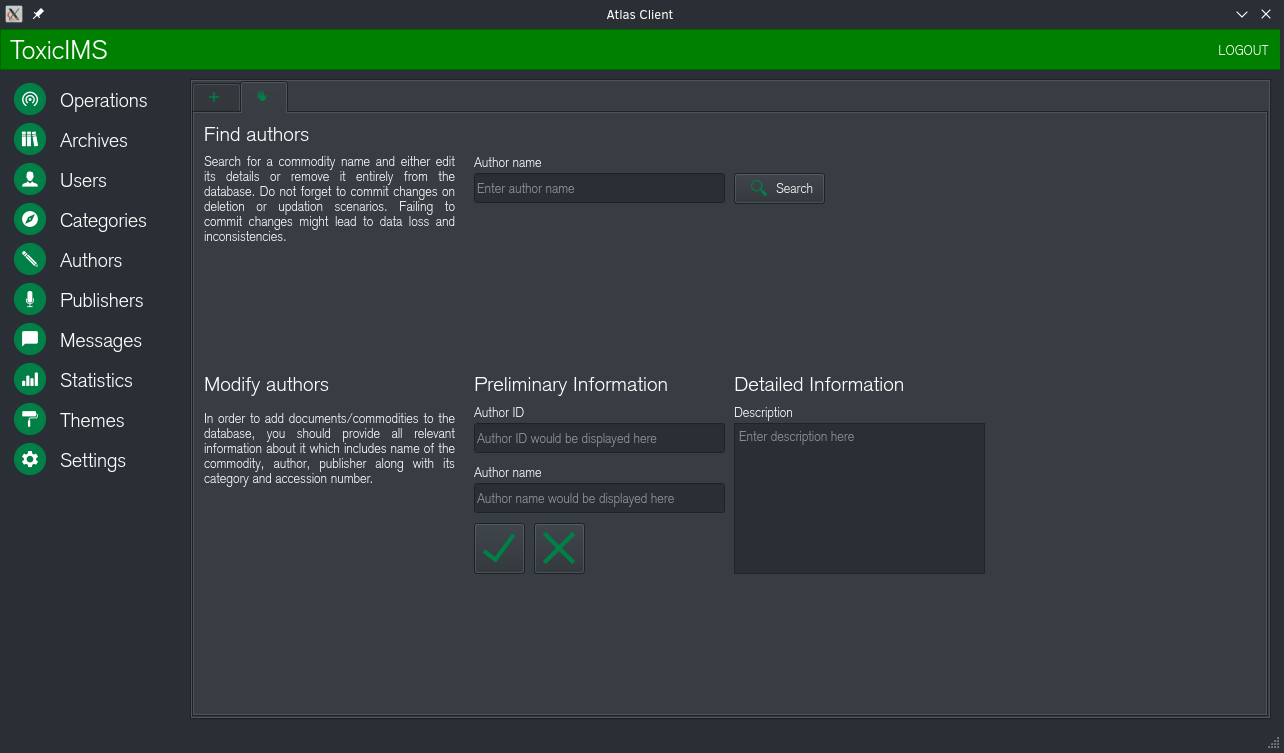 Atlas Client
ToxicIMS
LOGOUT
Operations
Archives
Users
Categories
Authors
Publishers
Messages
Statistics
Themes
Settings
Find authors
Search for a commodity name and either edit
its details or remove it entirely from the
database. Do not forget to commit changes on
deletion or updation scenarios. Failing to
commit changes might lead to data loss and
inconsistencies.
Author name
Enter author name
Search
Modify authors
In order to add documents/commodities to the
database, you should provide all relevant
information about it which includes name of the
commodity, author, publisher along with its
category and accession number.
Preliminary Information
Author ID
Author ID would be displayed here
Author name
Author name would be displayed here
Detailed Information
Description
Enter description here